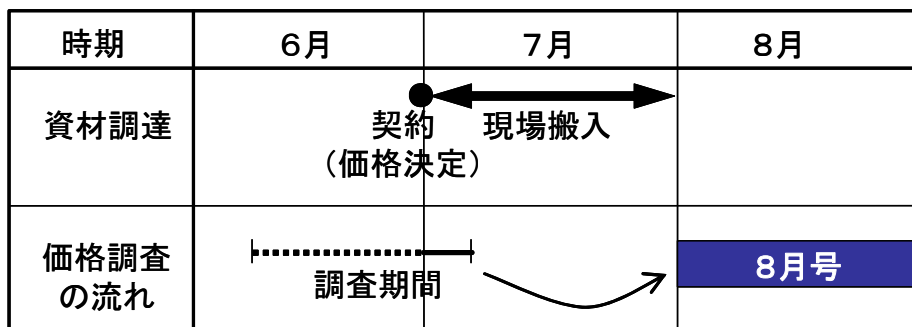 時期
6月
7月
8月
資材調達
契約
(価格決定)
現場搬入
価格調査
の流れ
調査期間
8月号